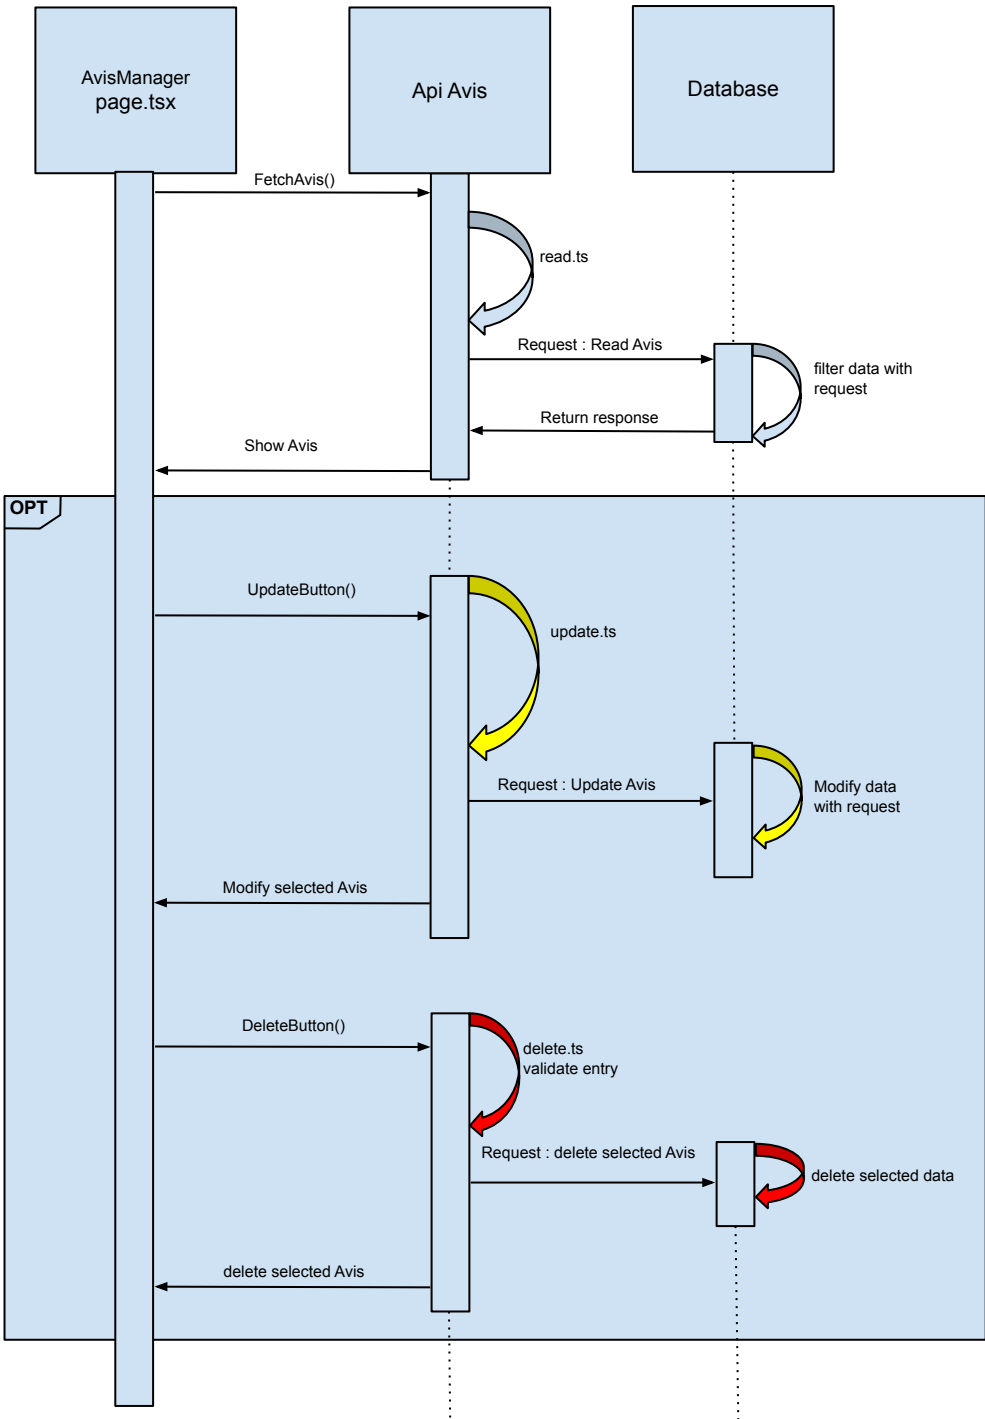 AvisManager
page.tsx
Api Avis
Database
FetchAvis()
read.ts
Request : Read Avis
filter data with
request
Return response
Show Avis
OPT
UpdateButton()
update.ts
Request : Update Avis
Modify data
with request
Modify selected Avis
DeleteButton()
delete.ts
validate entry
Request : delete selected Avis
delete selected data
delete selected Avis